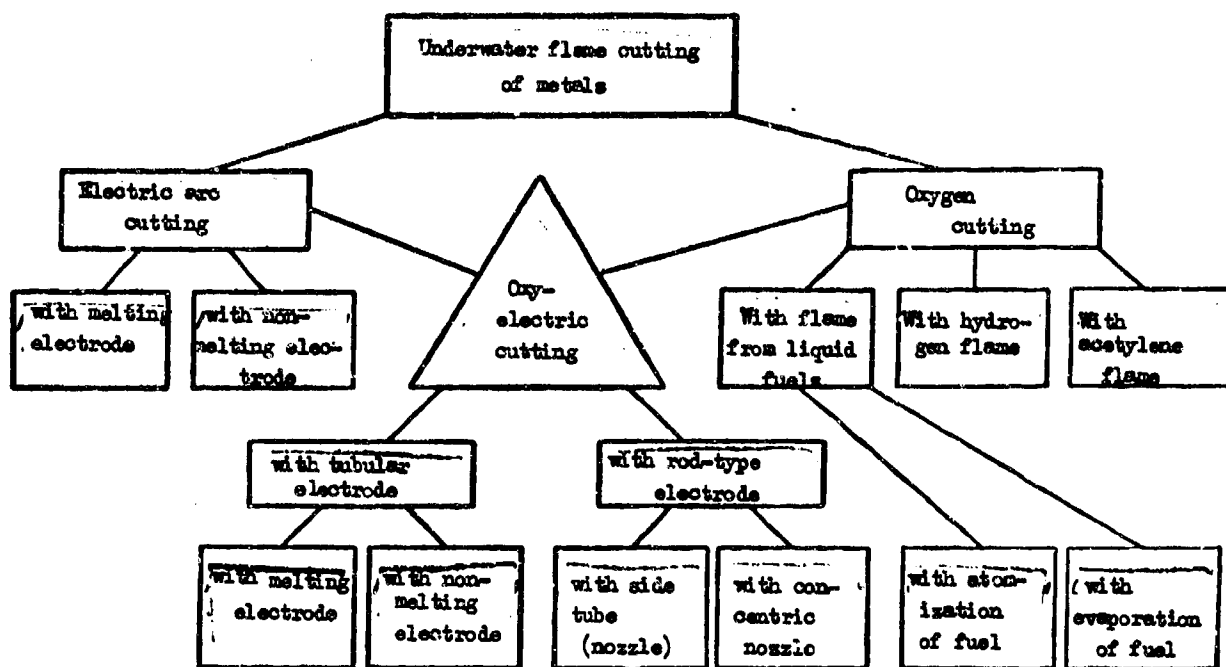 Underwater flame cutting
of metals
Electric arc
cutting
Oxygen
cutting
Oxy-
electric
cutting
with melting
electrode
with non-
melting elec-
trode
With flame
from liquid
fuels
With hydro-
gen flame
With
acetylene
flame
with tubular
electrode
with rod-type
electrode
with melting
electrode
with non-
melting
electrode
with side
tube
(nozzle)
with con-
centric
nozzle
with atom-
ization
of fuel
with
evaporation
of fuel